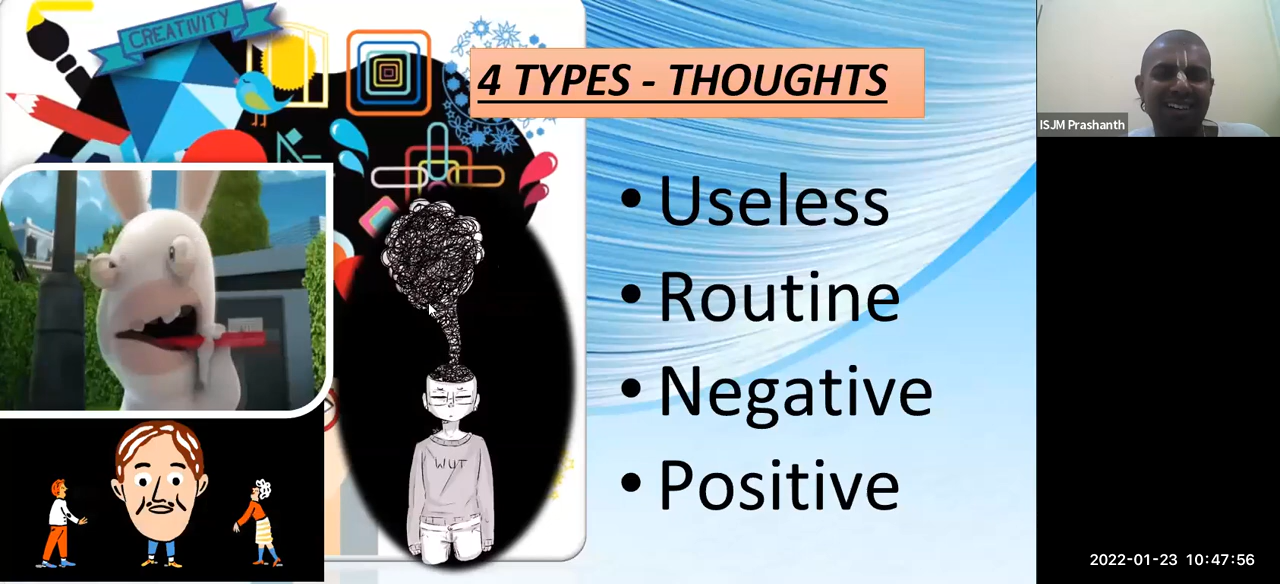 CREATIVITY
4 TYPES - THOUGHTS
ISJM Prashanth
• Useless
• Routine
• Negative
• Positive
WUT
2022-01-23 10:47:56